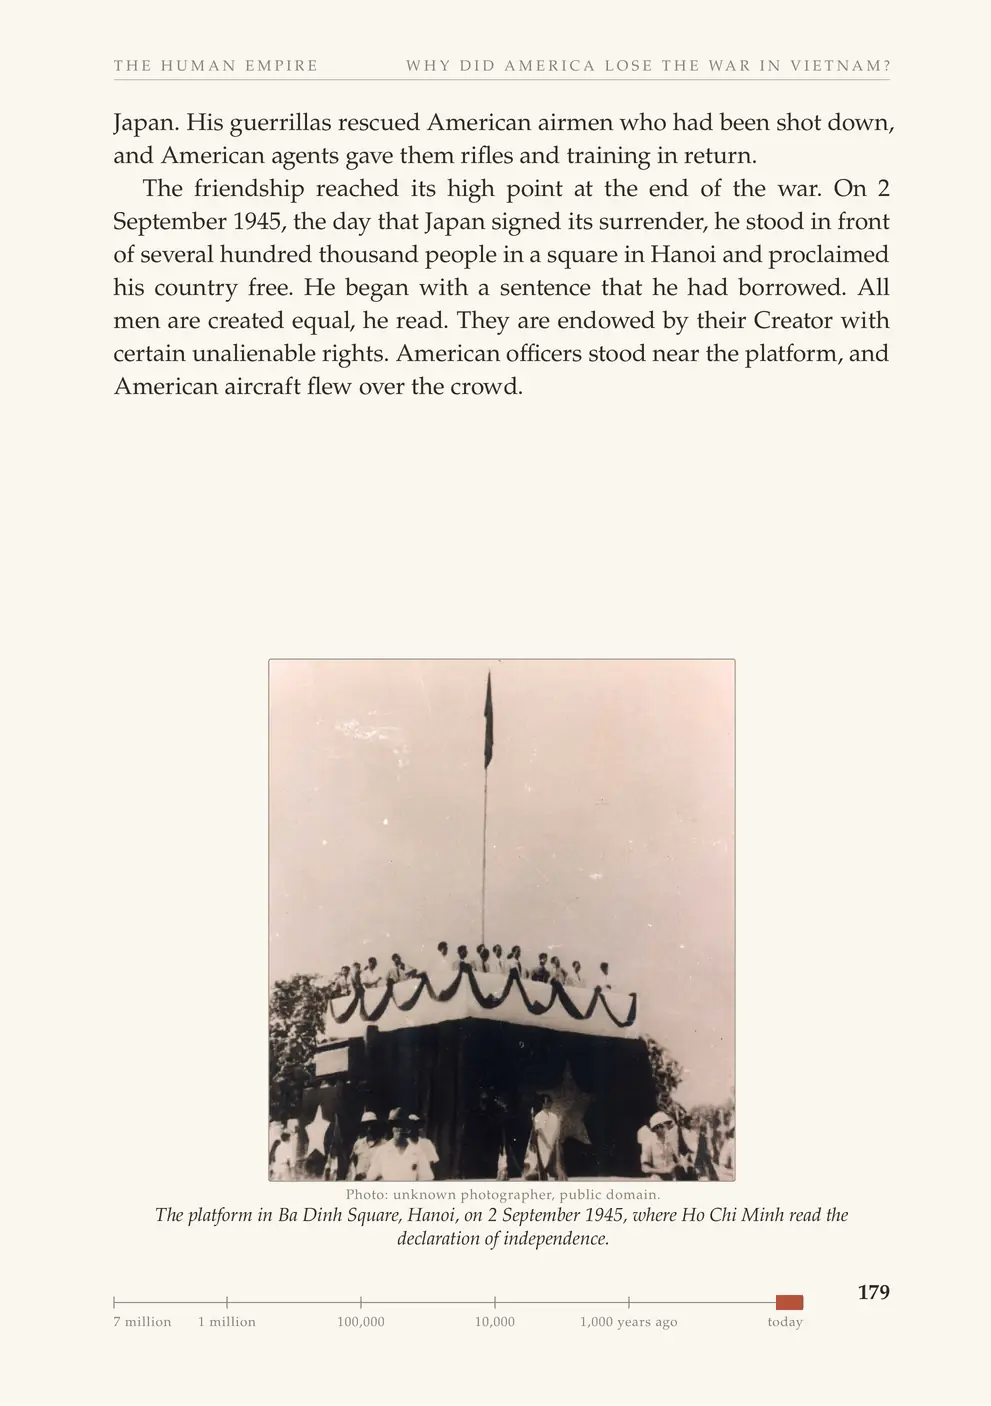 THE HUMAN EMPIRE WHY DID AMERICA LOSE THE WAR IN VIETNAM?
Japan. His guerrillas rescued American airmen who had been shot down,
and American agents gave them rifles and training in return.
The friendship reached its high point at the end of the war. On 2
September 1945, the day that Japan signed its surrender, he stood in front
of several hundred thousand people in a square in Hanoi and proclaimed
his country free. He began with a sentence that he had borrowed. All
men are created equal, he read. They are endowed by their Creator with
certain unalienable rights. American officers stood near the platform, and
American aircraft flew over the crowd.
Photo: unknown photographer, public domain.
The platform in Ba Dinh Square, Hanoi, on 2 September 1945, where Ho Chi Minh read the
declaration of independence.
179
7 million 1 million 100,000 10,000 1,000 years ago today